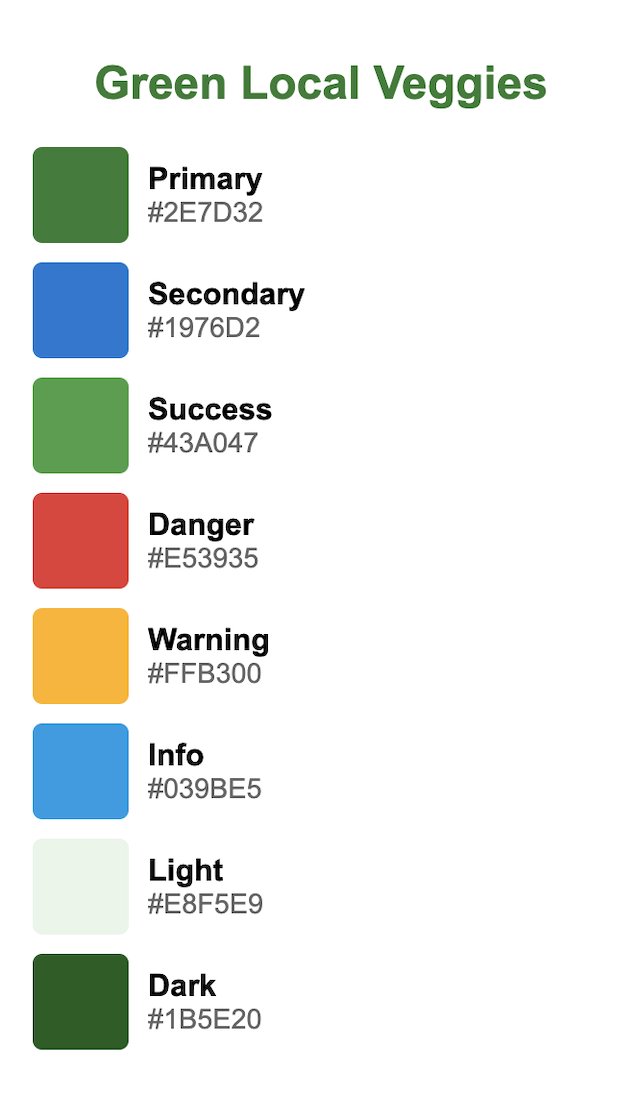 Green Local Veggies
Primary
#2E7D32
Secondary
#1976D2
Success
#43A047
Danger
#E53935
Warning
#FFB300
Info
#039BE5
Light
#E8F5E9
Dark
#1B5E20